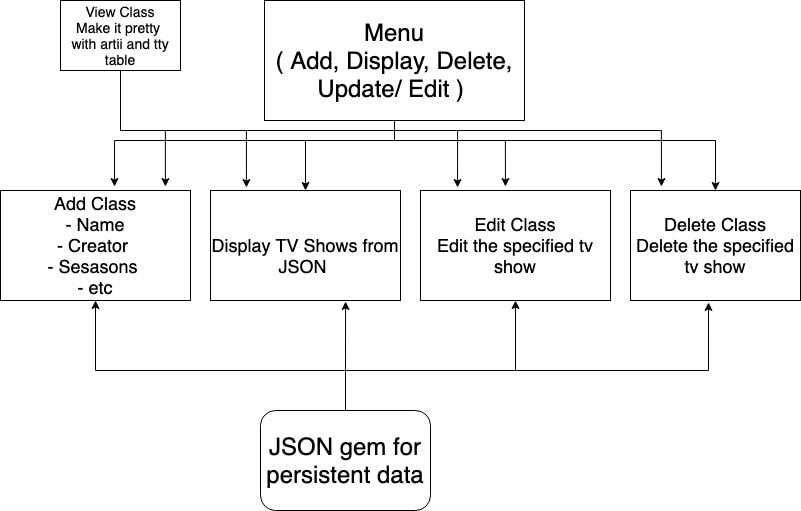 View Class
Make it pretty
with artii and tty
table
Menu
( Add, Display, Delete,
Update/ Edit )
Add Class
- Name
- Creator
- Sesasons
- etc
Display TV Shows from
JSON
Edit Class
Edit the specified tv
show
Delete Class
Delete the specified
tv show
JSON gem for
persistent data